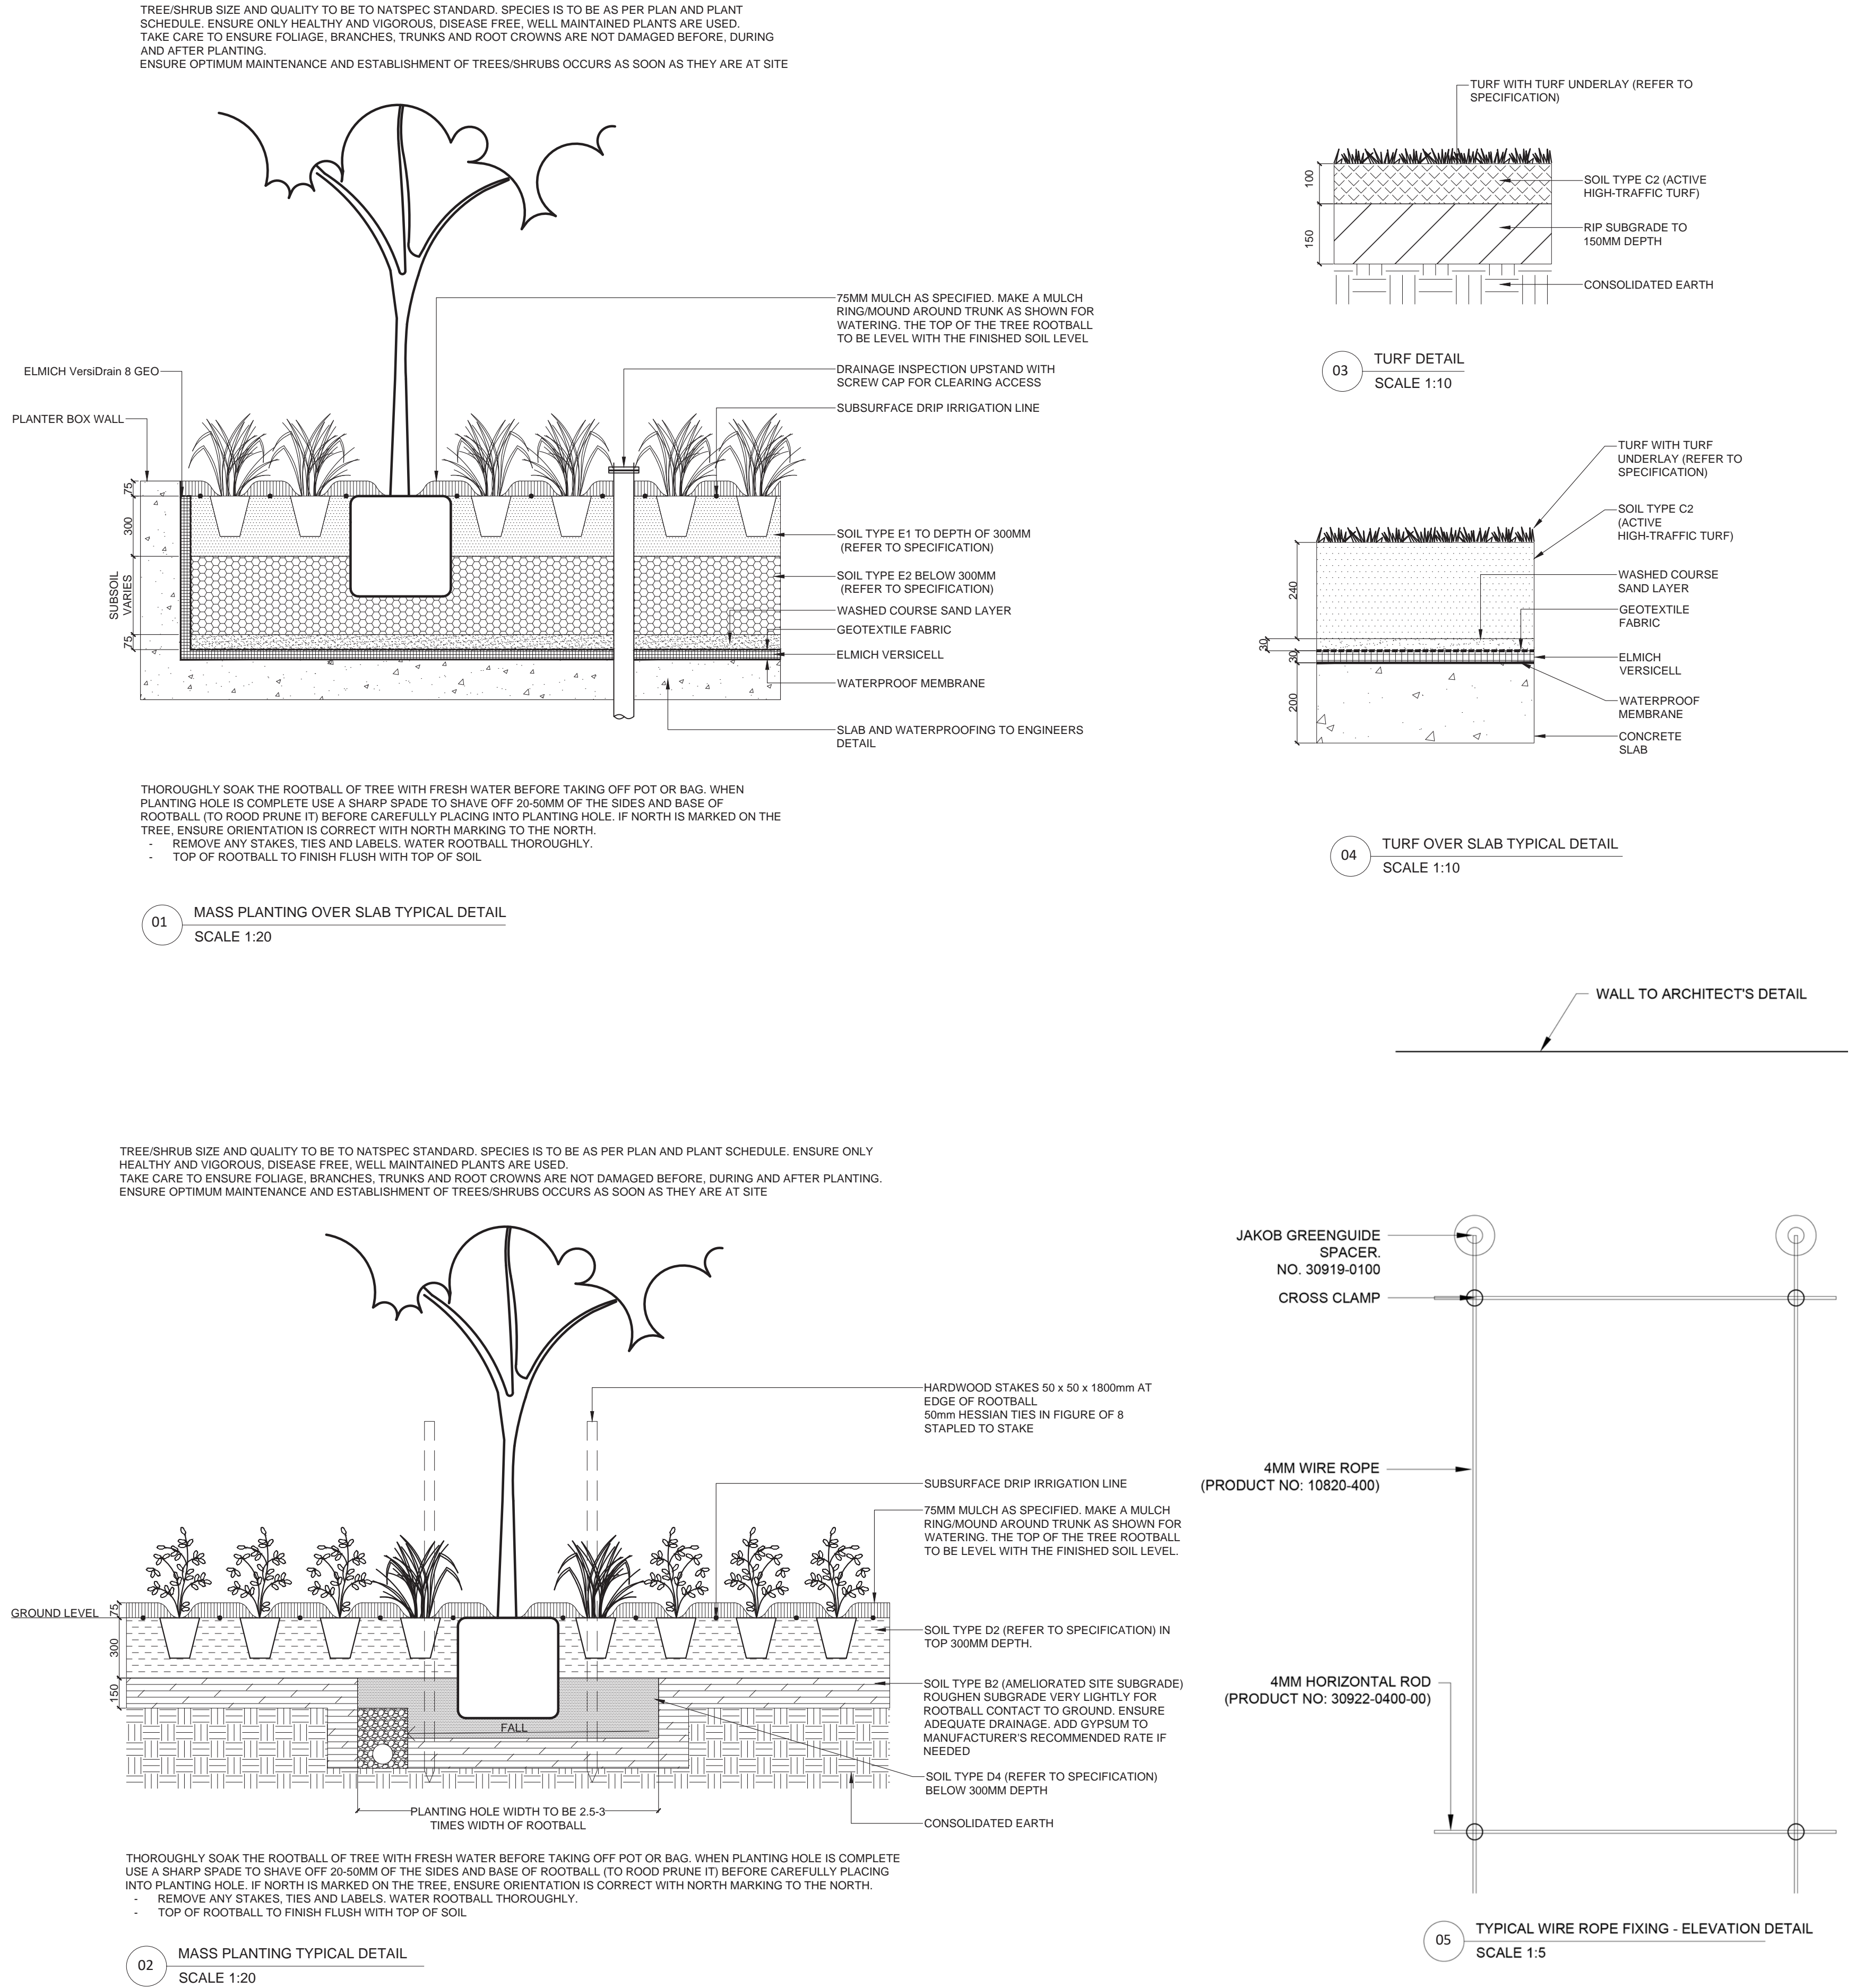 TREE/SHRUB SIZE AND QUALITY TO BE TO NATSPEC STANDARD. SPECIES IS TO BE AS PER PLAN AND PLANT
SCHEDULE. ENSURE ONLY HEALTHY AND VIGOROUS, DISEASE FREE, WELL MAINTAINED PLANTS ARE USED.
TAKE CARE TO ENSURE FOLIAGE, BRANCHES, TRUNKS AND ROOT CROWNS ARE NOT DAMAGED BEFORE, DURING
AND AFTER PLANTING.
ENSURE OPTIMUM MAINTENANCE AND ESTABLISHMENT OF TREES/SHRUBS OCCURS AS SOON AS THEY ARE AT SITE
ELMICH VersiDrain 8 GEO
PLANTER BOX WALL
75
300
SUBSOIL
VARIES
75
75MM MULCH AS SPECIFIED. MAKE A MULCH
RING/MOUND AROUND TRUNK AS SHOWN FOR
WATERING. THE TOP OF THE TREE ROOTBALL
TO BE LEVEL WITH THE FINISHED SOIL LEVEL
DRAINAGE INSPECTION UPSTAND WITH
SCREW CAP FOR CLEARING ACCESS
SUBSURFACE DRIP IRRIGATION LINE
SOIL TYPE E1 TO DEPTH OF 300MM
(REFER TO SPECIFICATION)
SOIL TYPE E2 BELOW 300MM
(REFER TO SPECIFICATION)
WASHED COURSE SAND LAYER
GEOTEXTILE FABRIC
ELMICH VERSICELL
WATERPROOF MEMBRANE
SLAB AND WATERPROOFING TO ENGINEERS
DETAIL
THOROUGHLY SOAK THE ROOTBALL OF TREE WITH FRESH WATER BEFORE TAKING OFF POT OR BAG. WHEN
PLANTING HOLE IS COMPLETE USE A SHARP SPADE TO SHAVE OFF 20-50MM OF THE SIDES AND BASE OF
ROOTBALL (TO ROOD PRUNE IT) BEFORE CAREFULLY PLACING INTO PLANTING HOLE. IF NORTH IS MARKED ON THE
TREE, ENSURE ORIENTATION IS CORRECT WITH NORTH MARKING TO THE NORTH.
- REMOVE ANY STAKES, TIES AND LABELS. WATER ROOTBALL THOROUGHLY.
- TOP OF ROOTBALL TO FINISH FLUSH WITH TOP OF SOIL
01 MASS PLANTING OVER SLAB TYPICAL DETAIL
SCALE 1:20
TURF WITH TURF UNDERLAY (REFER TO
SPECIFICATION)
100
150
SOIL TYPE C2 (ACTIVE
HIGH-TRAFFIC TURF)
RIP SUBGRADE TO
150MM DEPTH
CONSOLIDATED EARTH
03 TURF DETAIL
SCALE 1:10
TURF WITH TURF
UNDERLAY (REFER TO
SPECIFICATION)
SOIL TYPE C2
(ACTIVE
HIGH-TRAFFIC TURF)
WASHED COURSE
SAND LAYER
GEOTEXTILE
FABRIC
ELMICH
VERSICELL
WATERPROOF
MEMBRANE
CONCRETE
SLAB
240
30
30
200
04 TURF OVER SLAB TYPICAL DETAIL
SCALE 1:10
WALL TO ARCHITECT'S DETAIL
TREE/SHRUB SIZE AND QUALITY TO BE TO NATSPEC STANDARD. SPECIES IS TO BE AS PER PLAN AND PLANT SCHEDULE. ENSURE ONLY
HEALTHY AND VIGOROUS, DISEASE FREE, WELL MAINTAINED PLANTS ARE USED.
TAKE CARE TO ENSURE FOLIAGE, BRANCHES, TRUNKS AND ROOT CROWNS ARE NOT DAMAGED BEFORE, DURING AND AFTER PLANTING.
ENSURE OPTIMUM MAINTENANCE AND ESTABLISHMENT OF TREES/SHRUBS OCCURS AS SOON AS THEY ARE AT SITE
HARDWOOD STAKES 50 x 50 x 1800mm AT
EDGE OF ROOTBALL
50mm HESSIAN TIES IN FIGURE OF 8
STAPLED TO STAKE
SUBSURFACE DRIP IRRIGATION LINE
75MM MULCH AS SPECIFIED. MAKE A MULCH
RING/MOUND AROUND TRUNK AS SHOWN FOR
WATERING. THE TOP OF THE TREE ROOTBALL
TO BE LEVEL WITH THE FINISHED SOIL LEVEL.
GROUND LEVEL
75
300
150
SOIL TYPE D2 (REFER TO SPECIFICATION) IN
TOP 300MM DEPTH.
SOIL TYPE B2 (AMELIORATED SITE SUBGRADE)
ROUGHEN SUBGRADE VERY LIGHTLY FOR
ROOTBALL CONTACT TO GROUND. ENSURE
ADEQUATE DRAINAGE. ADD GYPSUM TO
MANUFACTURER'S RECOMMENDED RATE IF
NEEDED
FALL
SOIL TYPE D4 (REFER TO SPECIFICATION)
BELOW 300MM DEPTH
CONSOLIDATED EARTH
PLANTING HOLE WIDTH TO BE 2.5-3
TIMES WIDTH OF ROOTBALL
THOROUGHLY SOAK THE ROOTBALL OF TREE WITH FRESH WATER BEFORE TAKING OFF POT OR BAG. WHEN PLANTING HOLE IS COMPLETE
USE A SHARP SPADE TO SHAVE OFF 20-50MM OF THE SIDES AND BASE OF ROOTBALL (TO ROOD PRUNE IT) BEFORE CAREFULLY PLACING
INTO PLANTING HOLE. IF NORTH IS MARKED ON THE TREE, ENSURE ORIENTATION IS CORRECT WITH NORTH MARKING TO THE NORTH.
- REMOVE ANY STAKES, TIES AND LABELS. WATER ROOTBALL THOROUGHLY.
- TOP OF ROOTBALL TO FINISH FLUSH WITH TOP OF SOIL
02 MASS PLANTING TYPICAL DETAIL
SCALE 1:20
JAKOB GREENGUIDE
SPACER.
NO. 30919-0100
CROSS CLAMP
4MM WIRE ROPE
(PRODUCT NO: 10820-400)
4MM HORIZONTAL ROD
(PRODUCT NO: 30922-0400-00)
05 TYPICAL WIRE ROPE FIXING - ELEVATION DETAIL
SCALE 1:5